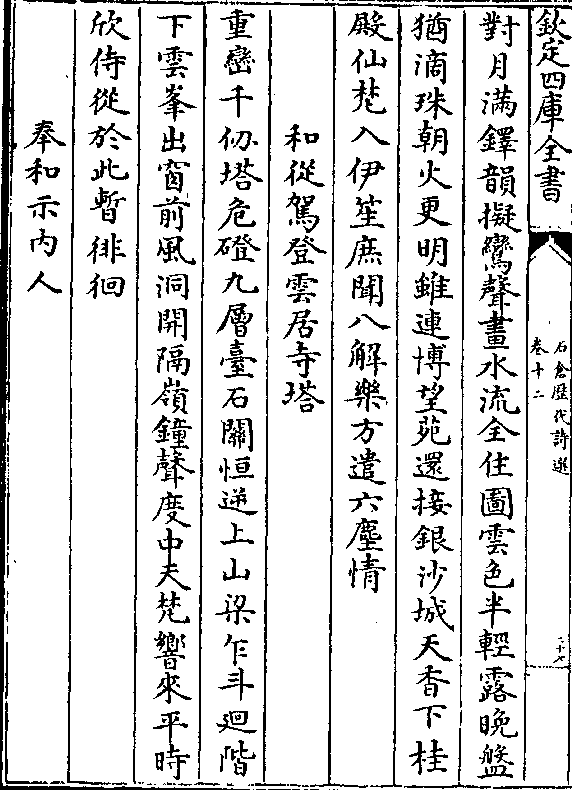 欽定四庫全書
石倉歷代詩選
卷十二
二十七
對月滿鐸韻擬鸞聲畫水流全住圖雲色半輕露晚盤
猶滴珠朝火更明雖連博望苑還接銀沙城天香下桂
殿仙梵入伊笙庶聞八解樂方遣六塵情
和從駕登雲居寺塔
重巒千仞塔危磴九層臺石關恒逆上山梁乍斗迴階
下雲峯出窗前風洞開隔嶺鐘聲度中天梵響來平時
欣侍從於此暫徘徊
奉和示内人